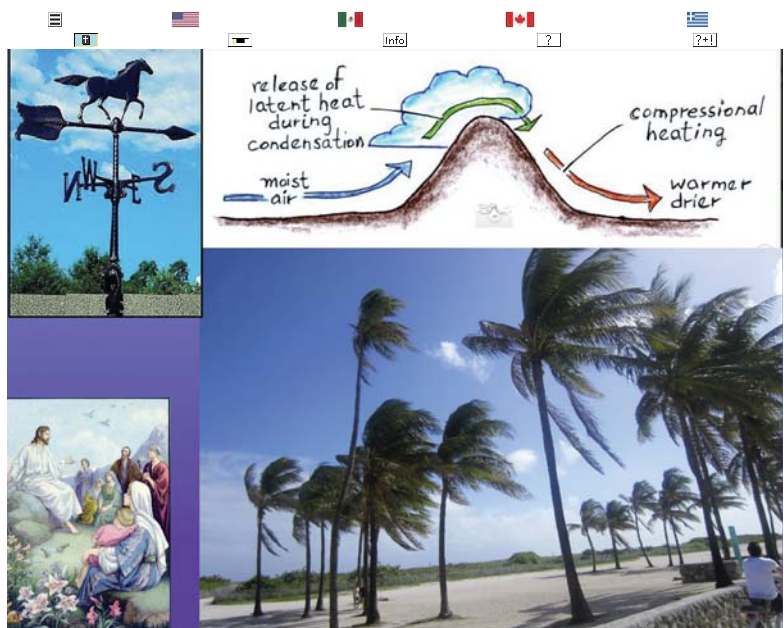 Info
?
?+!
N W E S
release of
latent heat
during
condensation
moist
air
compressional
heating
warmer
drier